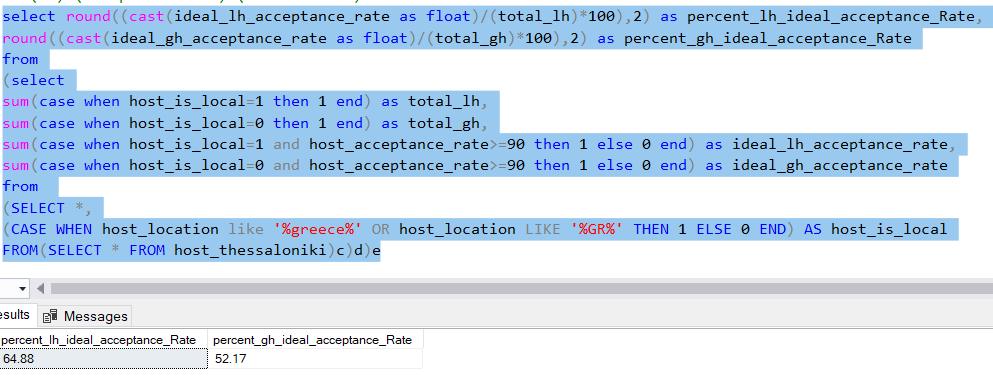 select round((cast(ideal_lh_acceptance_rate as float)/(total_lh)*100),2) as percent_lh_ideal_acceptance_Rate,
round((cast(ideal_gh_acceptance_rate as float)/(total_gh)*100),2) as percent_gh_ideal_acceptance_Rate
from
(select
sum(case when host_is_local=1 then 1 end) as total_lh,
sum(case when host_is_local=0 then 1 end) as total_gh,
sum(case when host_is_local=1 and host_acceptance_rate>=90 then 1 else 0 end) as ideal_lh_acceptance_rate,
sum(case when host_is_local=0 and host_acceptance_rate>=90 then 1 else 0 end) as ideal_gh_acceptance_rate
from
(SELECT *,
(CASE WHEN host_location like '%greece%' OR host_location LIKE '%GR%' THEN 1 ELSE 0 END) AS host_is_local
FROM(SELECT * FROM host_thessaloniki)c)d)e
esults Messages
percent_lh_ideal_acceptance_Rate percent_gh_ideal_acceptance_Rate
64.88 52.17